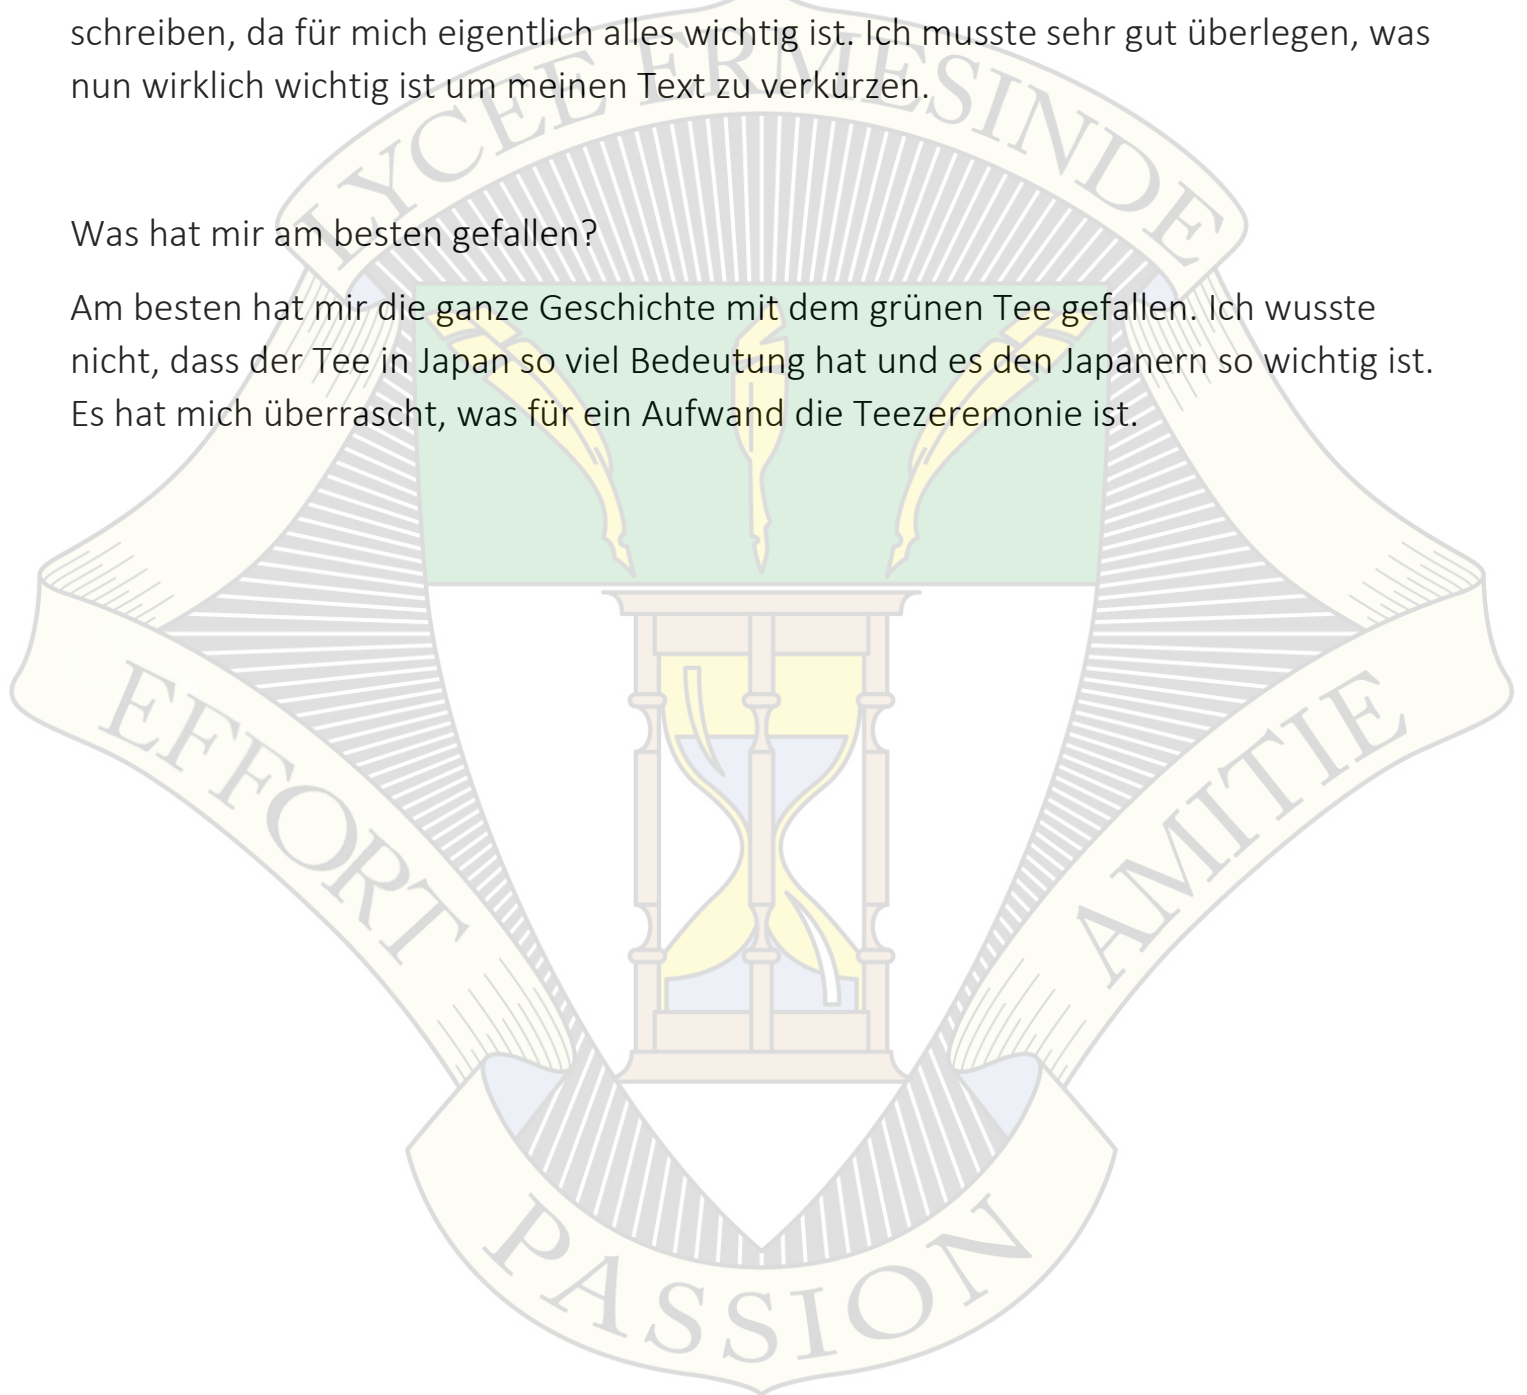 schreiben, da für mich eigentlich alles wichtig ist. Ich musste sehr gut überlegen, was
nun wirklich wichtig ist um meinen Text zu verkürzen.
LYCEE ERMESINDE
Was hat mir am besten gefallen?
Am besten hat mir die ganze Geschichte mit dem grünen Tee gefallen. Ich wusste
nicht, dass der Tee in Japan so viel Bedeutung hat und es den Japanern so wichtig ist.
Es hat mich überrascht, was für ein Aufwand die Teezeremonie ist.
EFFORT
AMITIE
PASSION